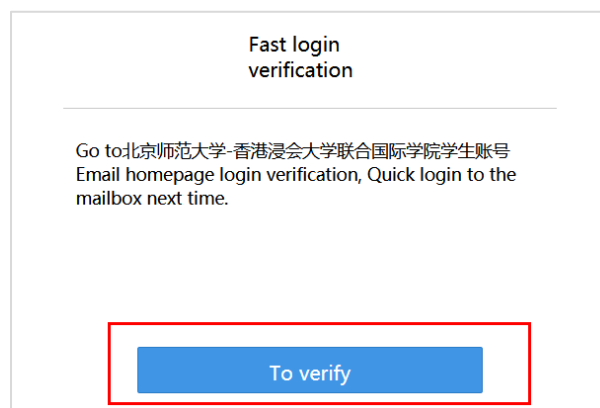 Fast login
verification
Go to北京师范大学-香港浸会大学联合国际学院学生账号
Email homepage login verification, Quick login to the
mailbox next time.
To verify